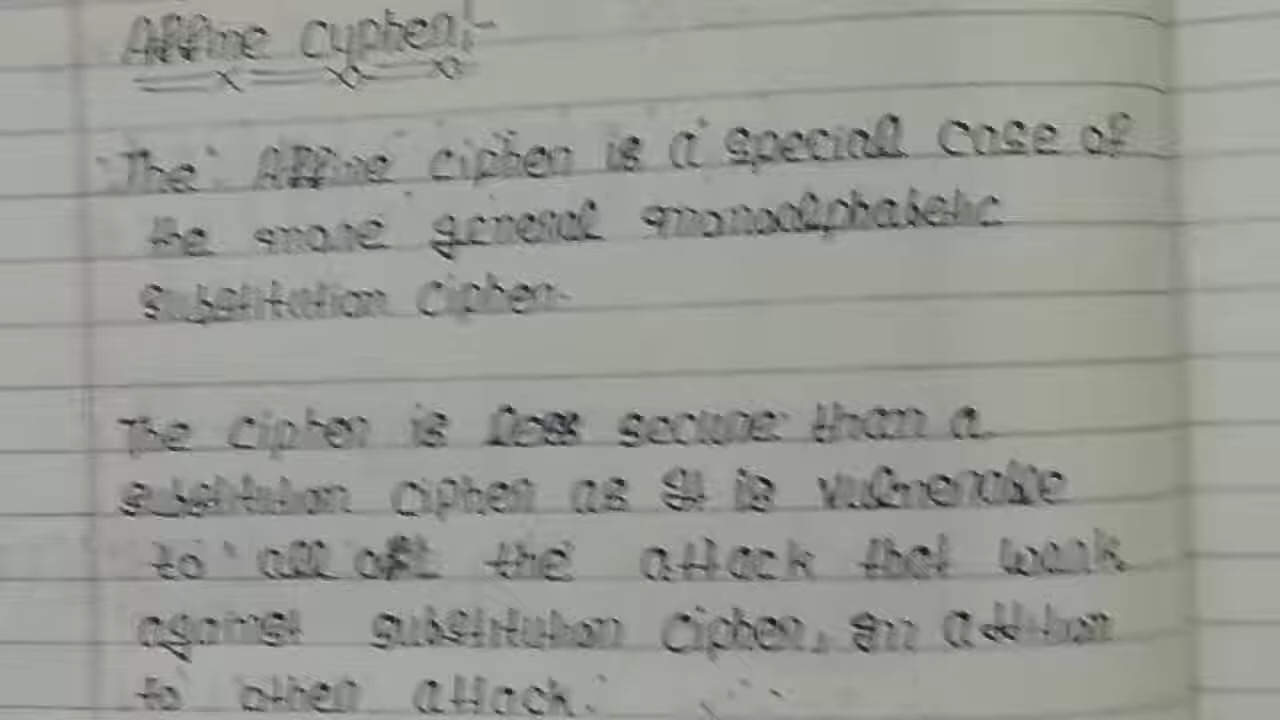 Affine Cypher:-
The Affine cipher is a special case of
the more general monoalphabetic
substitution cipher.
The cipher is less secure than a
substitution cipher as It is vulnerable
to all of the attack that work
against substitution cipher, In addition
to other attack.